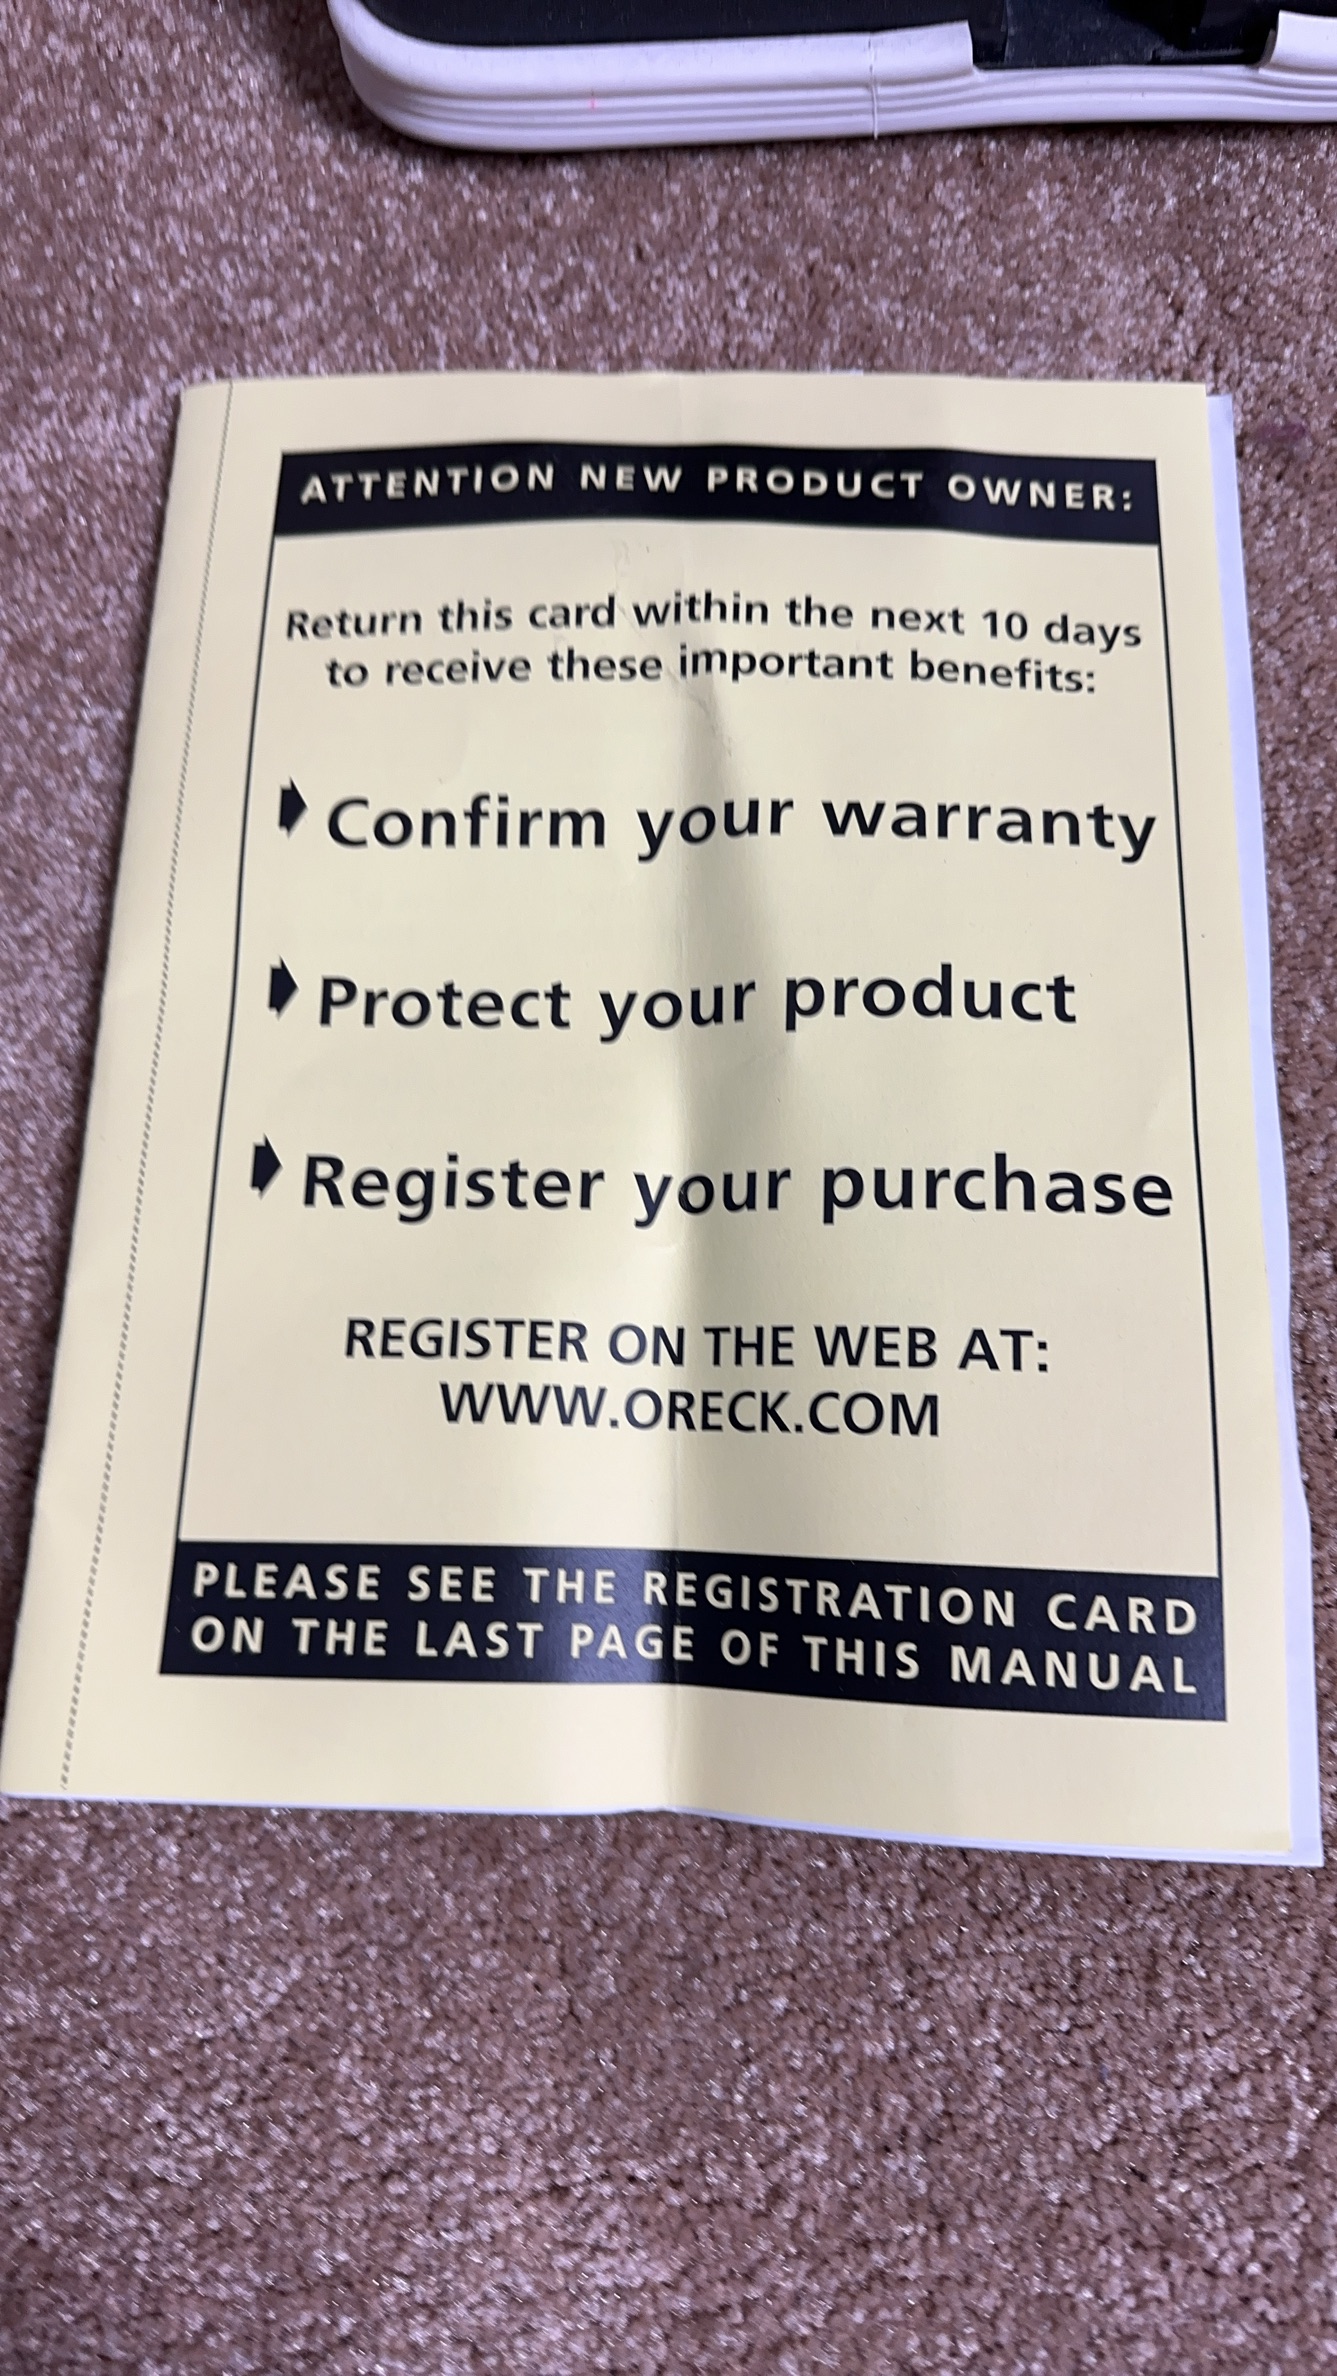 ATTENTION NEW PRODUCT OWNER:
Return this card within the next 10 days
to receive these important benefits:
Confirm your warranty
Protect your product
Register your purchase
REGISTER ON THE WEB AT:
WWW.ORECK.COM
PLEASE SEE THE REGISTRATION CARD
ON THE LAST PAGE OF THIS MANUAL